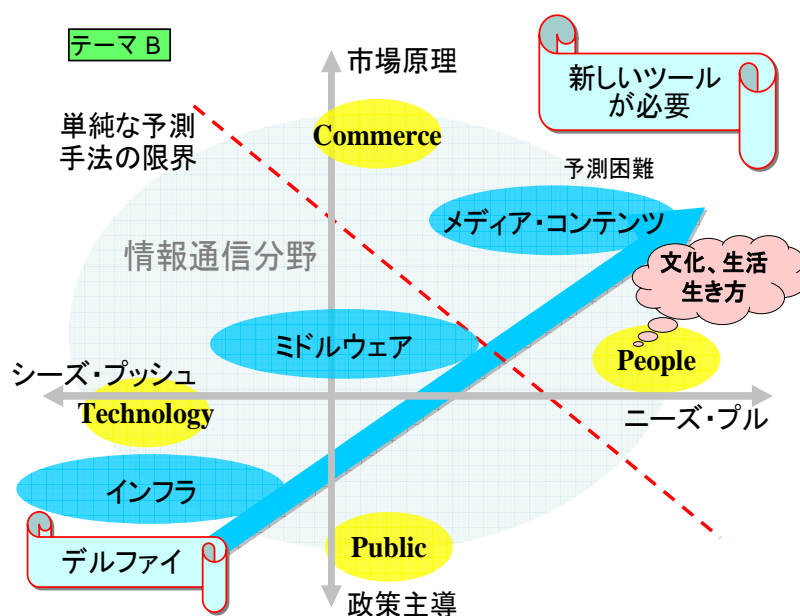 テーマ B
市場原理
新しいツール
が必要
単純な予測
手法の限界
Commerce
予測困難
メディア・コンテンツ
情報通信分野
文化、生活
生き方
ミドルウェア
People
シーズ・プッシュ
Technology
ニーズ・プル
インフラ
デルファイ
Public
政策主導